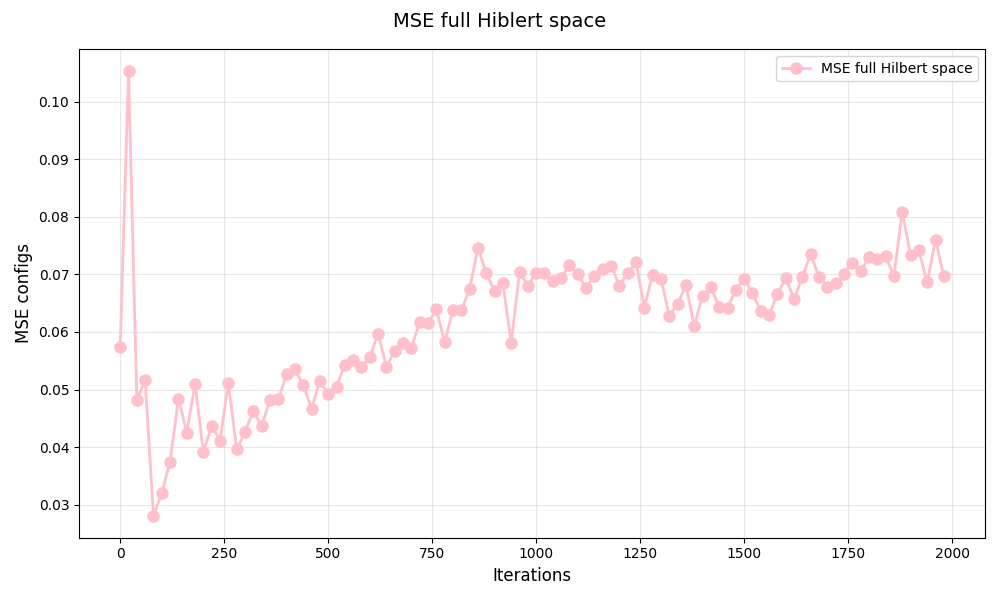 MSE full Hiblert space
MSE full Hilbert space
MSE configs
0.10
0.09
0.08
0.07
0.06
0.05
0.04
0.03
0 250 500 750 1000 1250 1500 1750 2000
Iterations